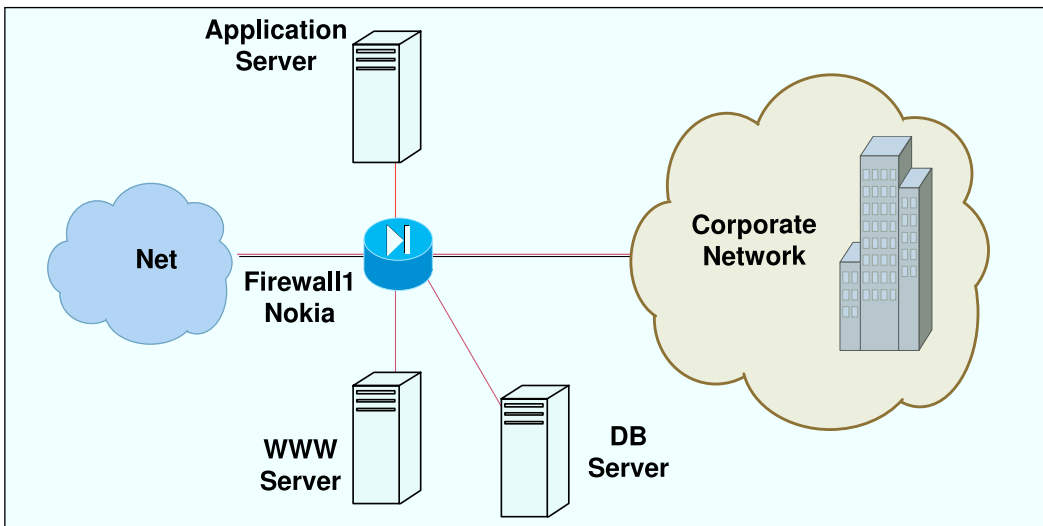 Application
Server
Net
Firewall1
Nokia
Corporate
Network
WWW
Server
DB
Server